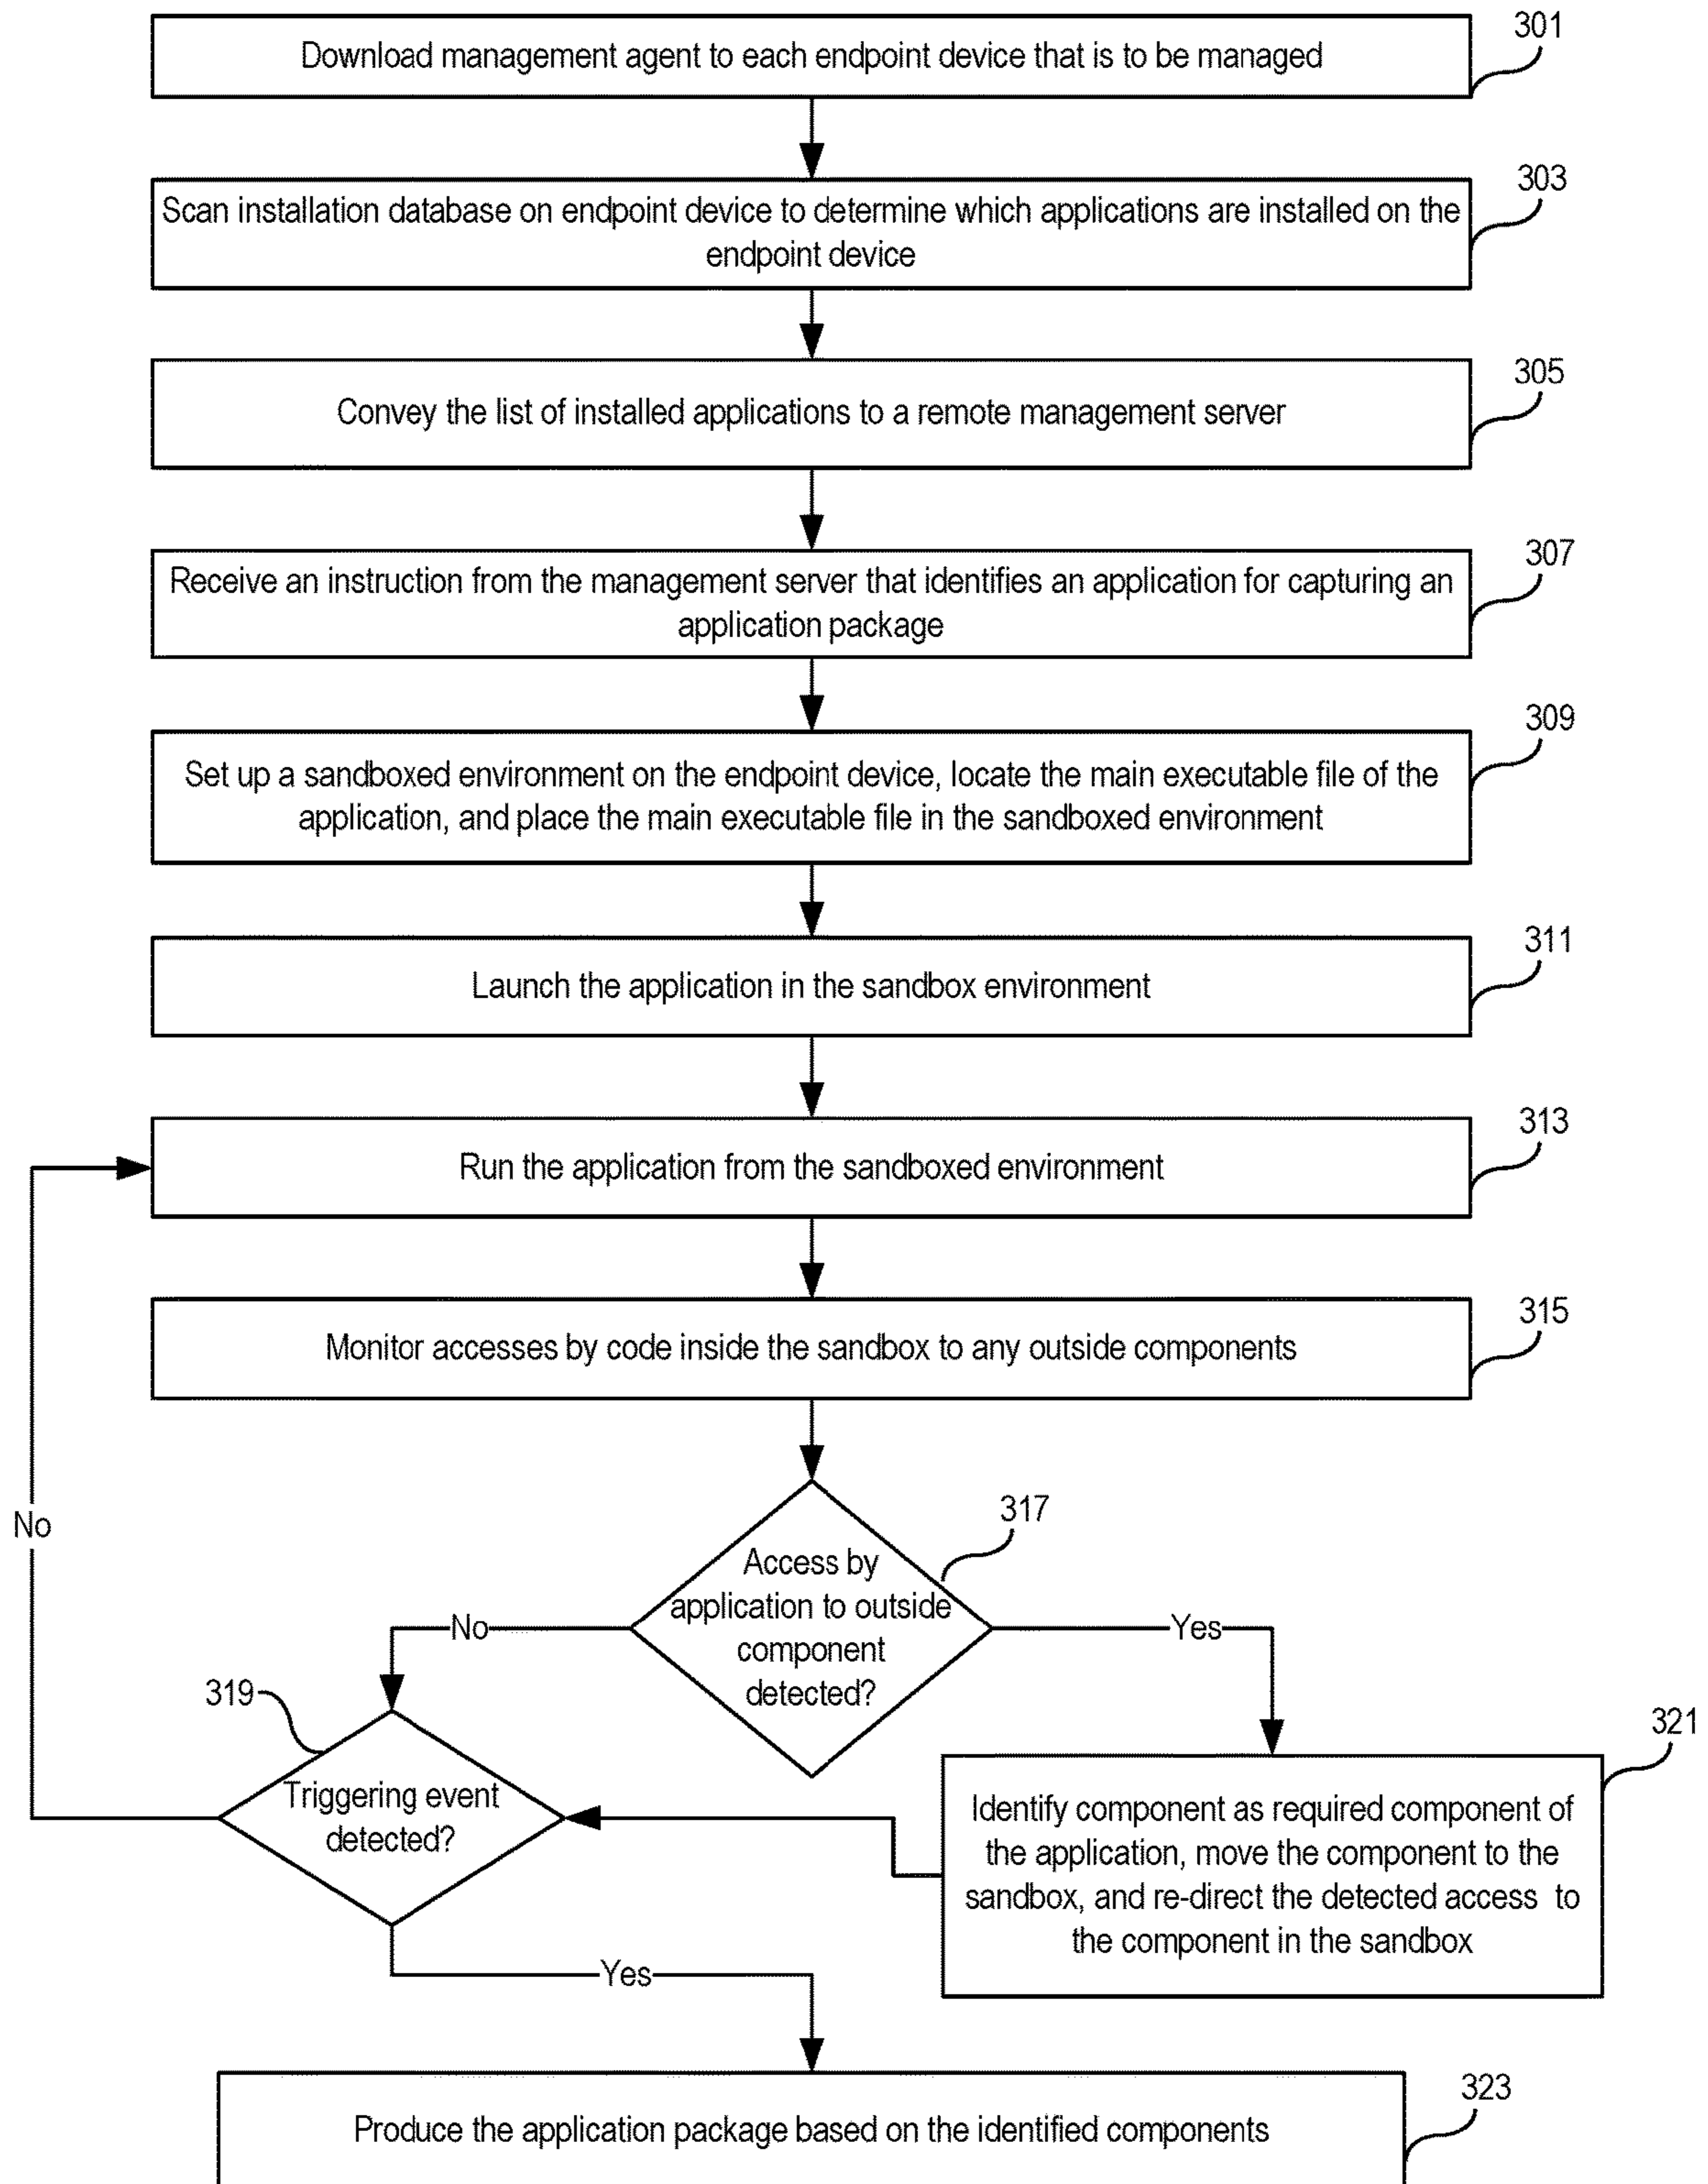 301
Download management agent to each endpoint device that is to be managed
303
Scan installation database on endpoint device to determine which applications are installed on the
endpoint device
305
Convey the list of installed applications to a remote management server
307
Receive an instruction from the management server that identifies an application for capturing an
application package
309
Set up a sandboxed environment on the endpoint device, locate the main executable file of the
application, and place the main executable file in the sandboxed environment
311
Launch the application in the sandbox environment
313
Run the application from the sandboxed environment
315
Monitor accesses by code inside the sandbox to any outside components
317
Access by
application to outside
component
detected?
No
Yes
No
319
Triggering event
detected?
321
Identify component as required component of
the application, move the component to the
sandbox, and re-direct the detected access to
the component in the sandbox
Yes
323
Produce the application package based on the identified components